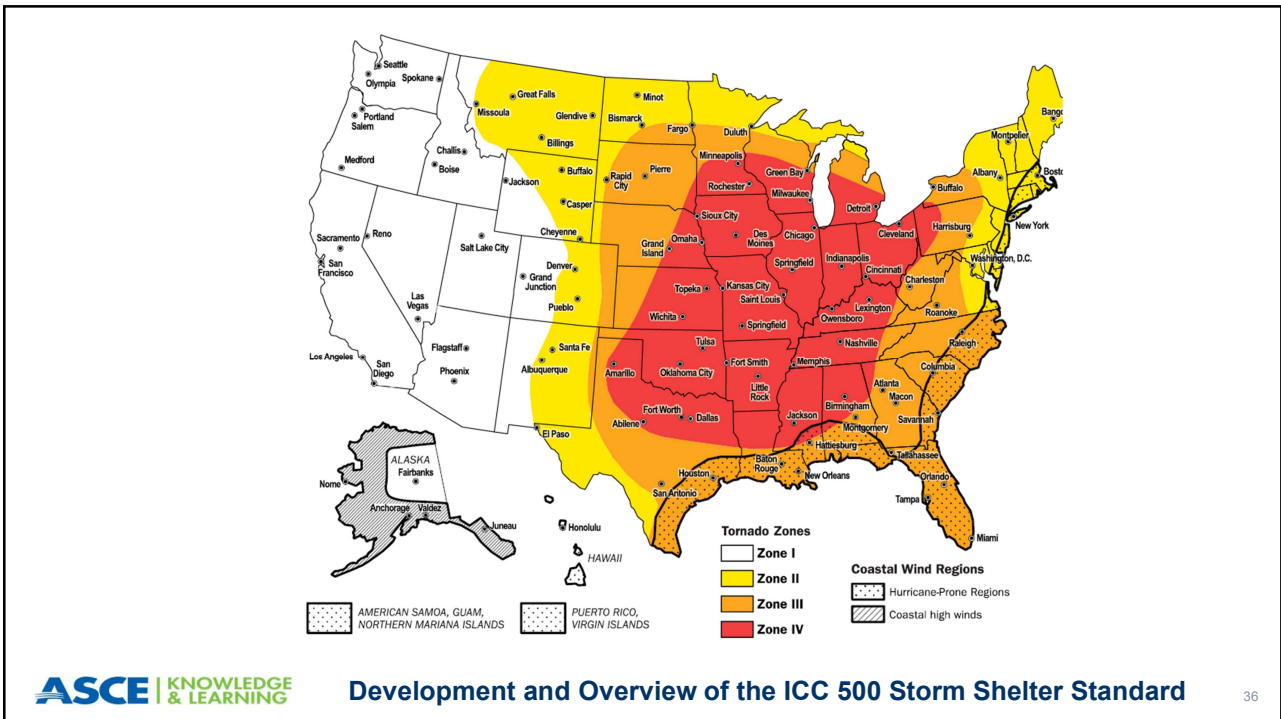 Seattle
Olympia
Spokane
Portland
Salem
Medford
Challis
Boise
Missoula
Great Falls
Glendive
Billings
Minot
Bismarck
Fargo
Duluth
Minneapolis
Rochester
Green Bay
Milwaukee
Detroit
Buffalo
Albany
Montpelier
Bango
Bosto
New York
Harrisburg
Washington, D.C.
Cleveland
Jackson
Buffalo
Casper
Cheyenne
Rapid
City
Pierre
Sioux City
Omaha
Grand
Island
Des
Moines
Chicago
Springfield
Indianapolis
Cincinnati
Charleston
Roanoke
Lexington
Owensboro
Sacramento
Reno
San
Francisco
Salt Lake City
Las
Vegas
Denver
Grand
Junction
Pueblo
Topeka
Kansas City
Saint Louis
Wichita
Springfield
Nashville
Raleigh
Los Angeles
San
Diego
Flagstaff
Phoenix
Santa Fe
Albuquerque
El Paso
Amarillo
Tulsa
Oklahoma City
Fort Smith
Little
Rock
Memphis
Columbia
Atlanta
Macon
Savannah
Birmingham
Montgomery
Jackson
Abilene
Fort Worth
Dallas
Hattiesburg
Tallahassee
Baton
Rouge
New Orleans
Houston
San Antonio
Orlando
Tampa
Miami
ALASKA
Fairbanks
Nome
Anchorage
Valdez
Juneau
Honolulu
HAWAII
AMERICAN SAMOA, GUAM,
NORTHERN MARIANA ISLANDS
PUERTO RICO,
VIRGIN ISLANDS
Tornado Zones
Zone I
Zone II
Zone III
Zone IV
Coastal Wind Regions
Hurricane-Prone Regions
Coastal high winds
ASCE KNOWLEDGE
& LEARNING
Development and Overview of the ICC 500 Storm Shelter Standard
36